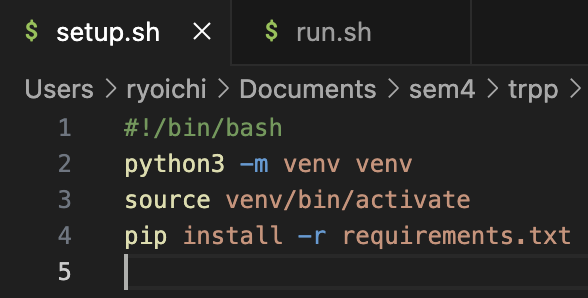 $ setup.sh × $ run.sh
Users > ryoichi > Documents > sem4 > trpp >
1 #!/bin/bash
2 python3 -m venv venv
3 source venv/bin/activate
4 pip install -r requirements.txt
5